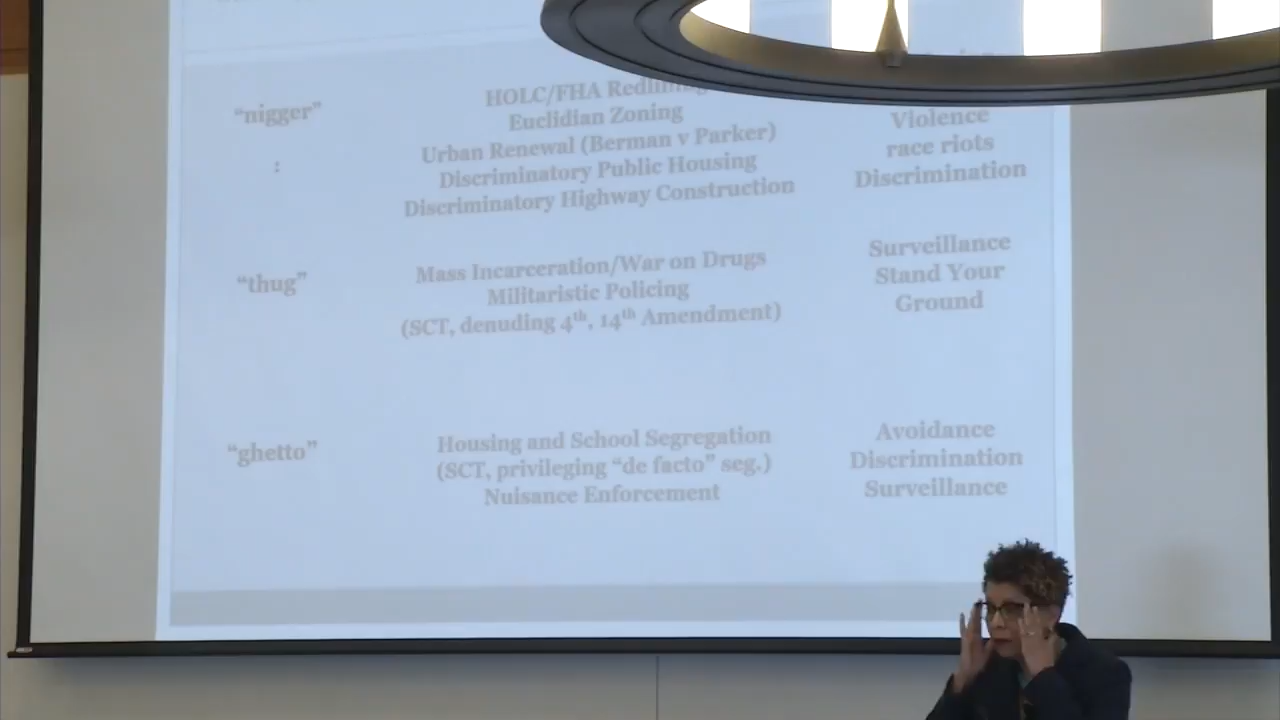 “nigger”
:
HOLC/FHA
Euclidian Zoning
Urban Renewal (Berman v Parker)
Discriminatory Public Housing
Discriminatory Highway Construction
Violence
race riots
Discrimination
“thug”
Mass Incarceration/War on Drugs
Militaristic Policing
(SCT, denuding 4th, 14th Amendment)
Surveillance
Stand Your
Ground
“ghetto”
Housing and School Segregation
(SCT, privileging “de facto” seg.)
Nuisance Enforcement
Avoidance
Discrimination
Surveillance